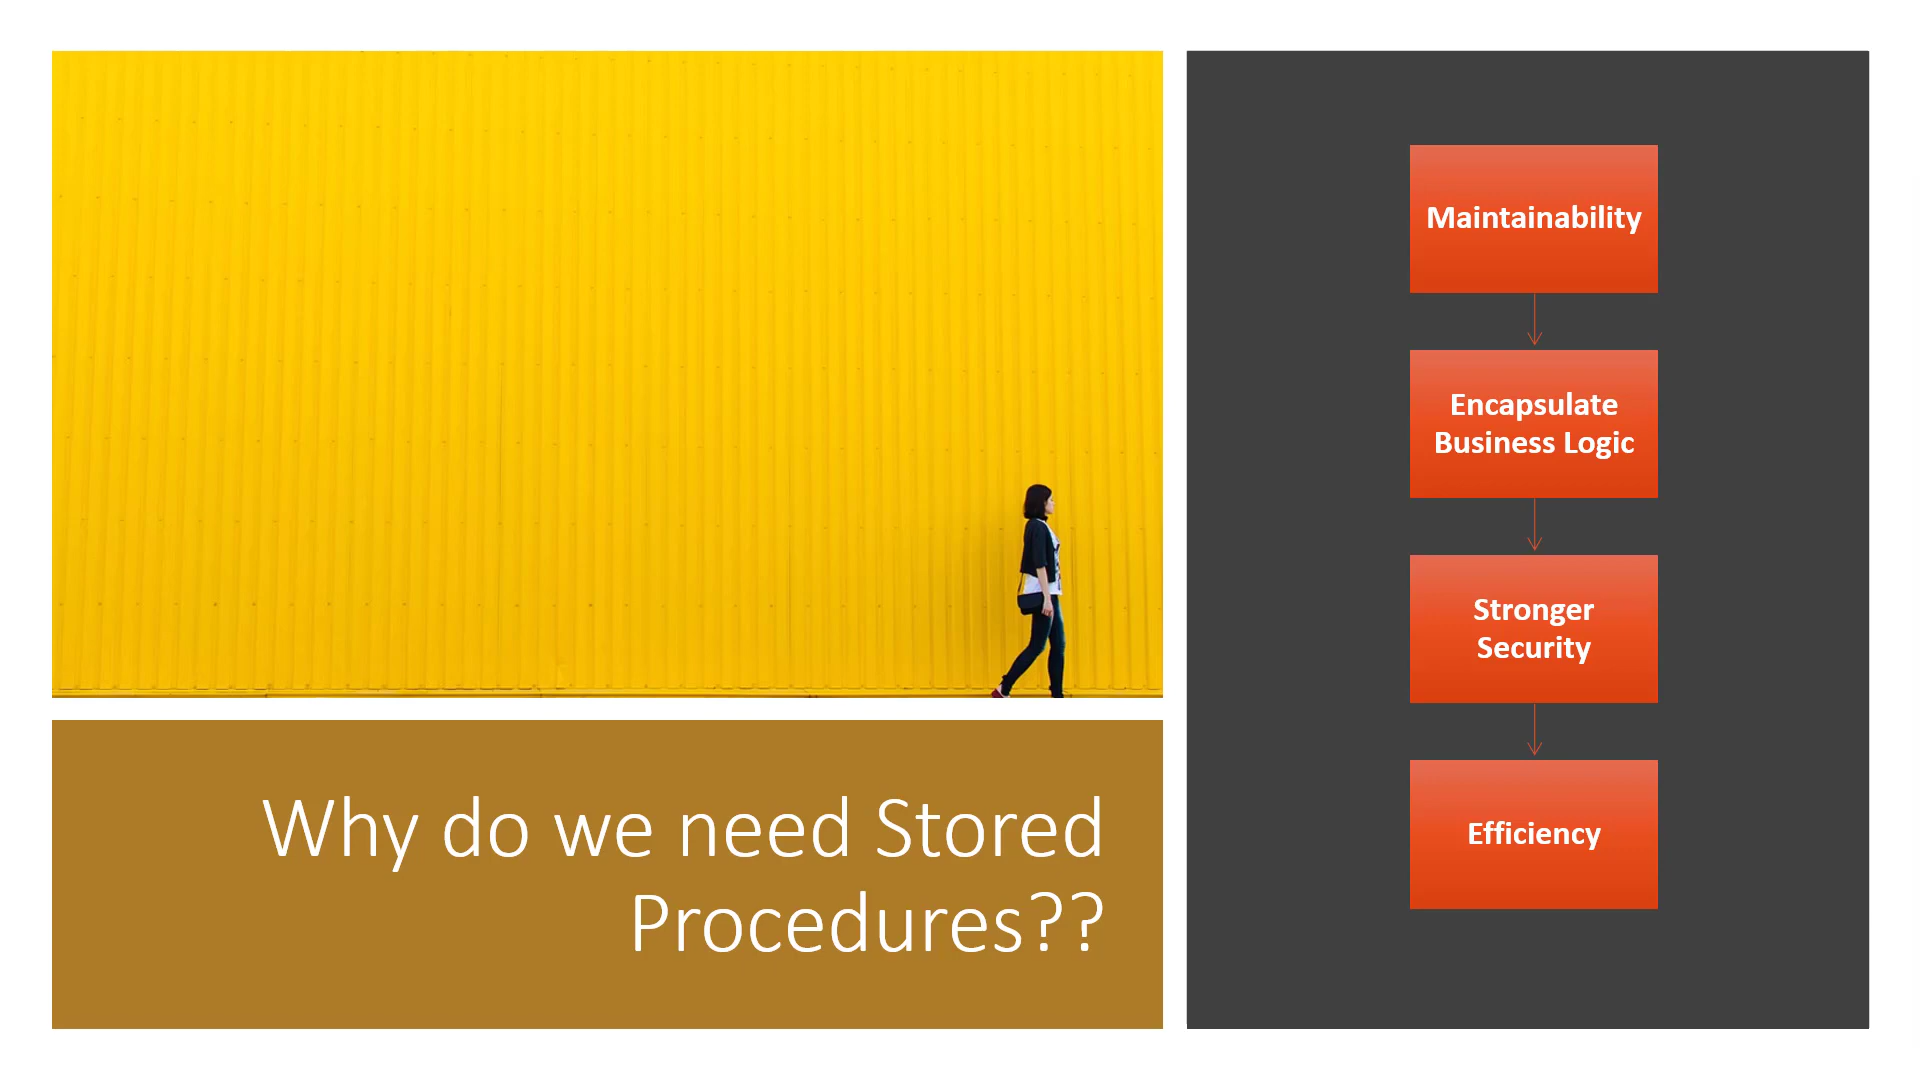 Why do we need Stored
Procedures??
Maintainability
Encapsulate
Business Logic
Stronger
Security
Efficiency